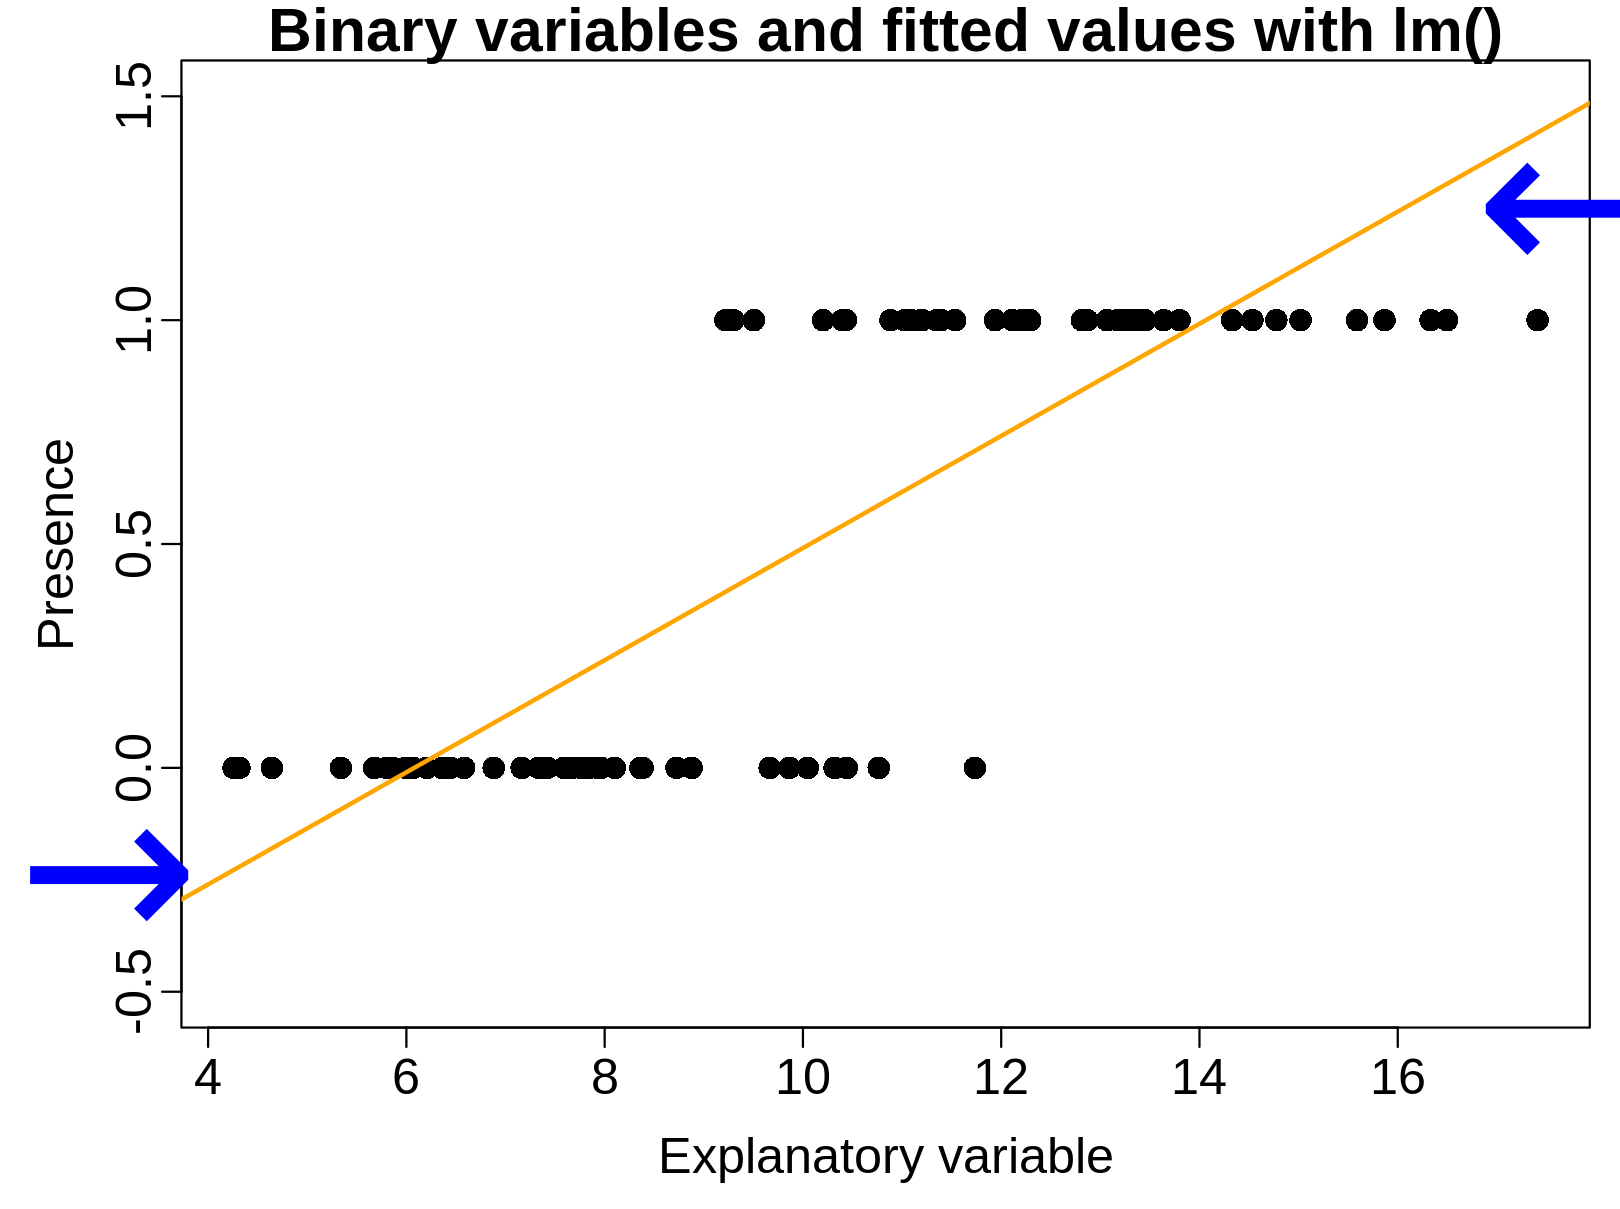 Binary variables and fitted values with lm()
1.5
1.0
0.5
0.0
-0.5
Presence
4 6 8 10 12 14 16
Explanatory variable